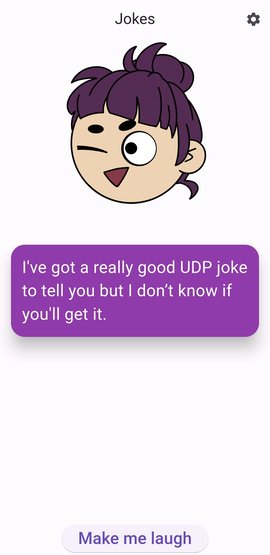 Jokes
I've got a really good UDP joke
to tell you but I don’t know if
you'll get it.
Make me laugh